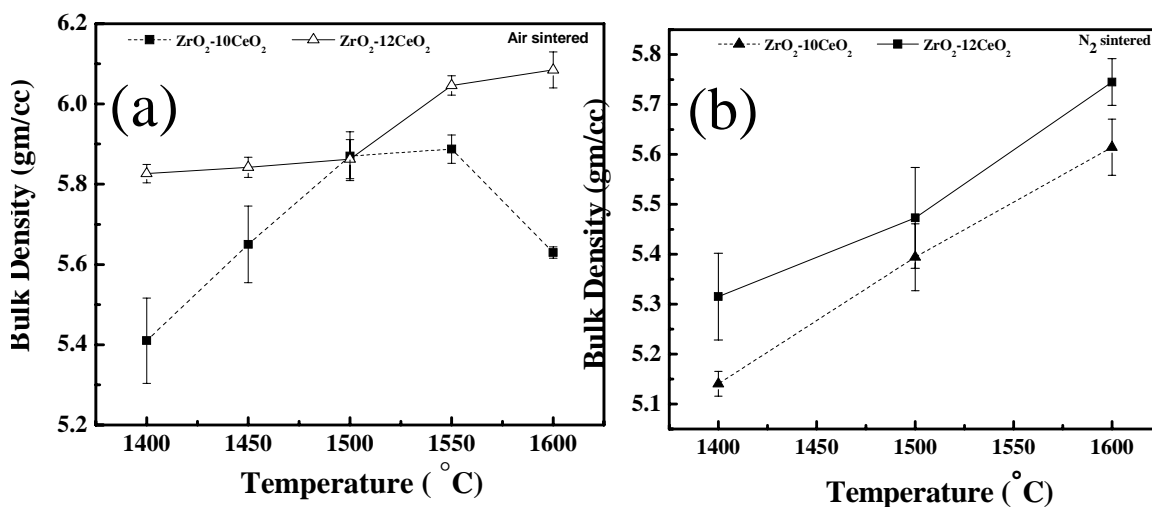 ZrO₂-10CeO₂ ZrO₂-12CeO₂ Air sintered
(a)
6.2
6.0
5.8
5.6
5.4
5.2
Bulk Density (gm/cc)
1400 1450 1500 1550 1600
Temperature ( °C)
ZrO₂-10CeO₂ ZrO₂-12CeO₂ N₂ sintered
(b)
5.8
5.7
5.6
5.5
5.4
5.3
5.2
5.1
Bulk Density (gm/cc)
1400 1450 1500 1550 1600
Temperature (°C)